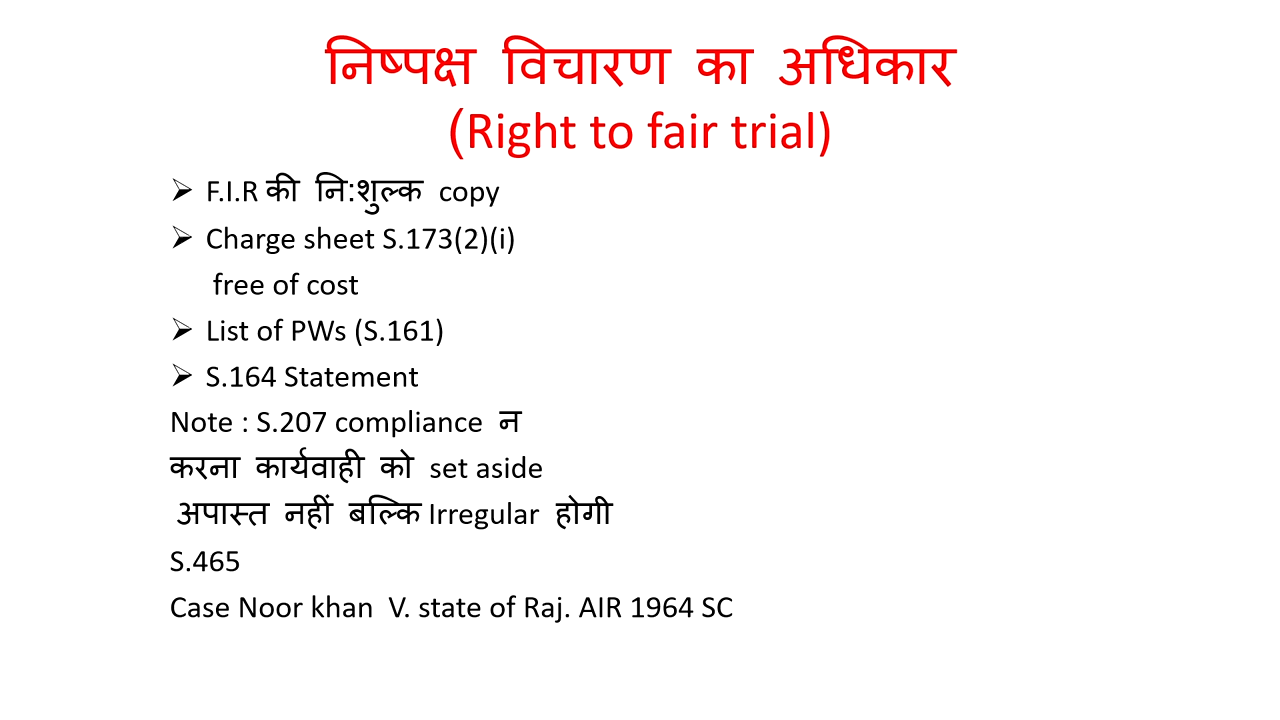 निष्पक्ष विचारण का अधिकार
(Right to fair trial)
➢ F.I.R की नि:शुल्क copy
➢ Charge sheet S.173(2)(i)
free of cost
➢ List of PWs (S.161)
➢ S.164 Statement
Note : S.207 compliance न
करना कार्यवाही को set aside
अपास्त नहीं बल्कि Irregular होगी
S.465
Case Noor khan V. state of Raj. AIR 1964 SC